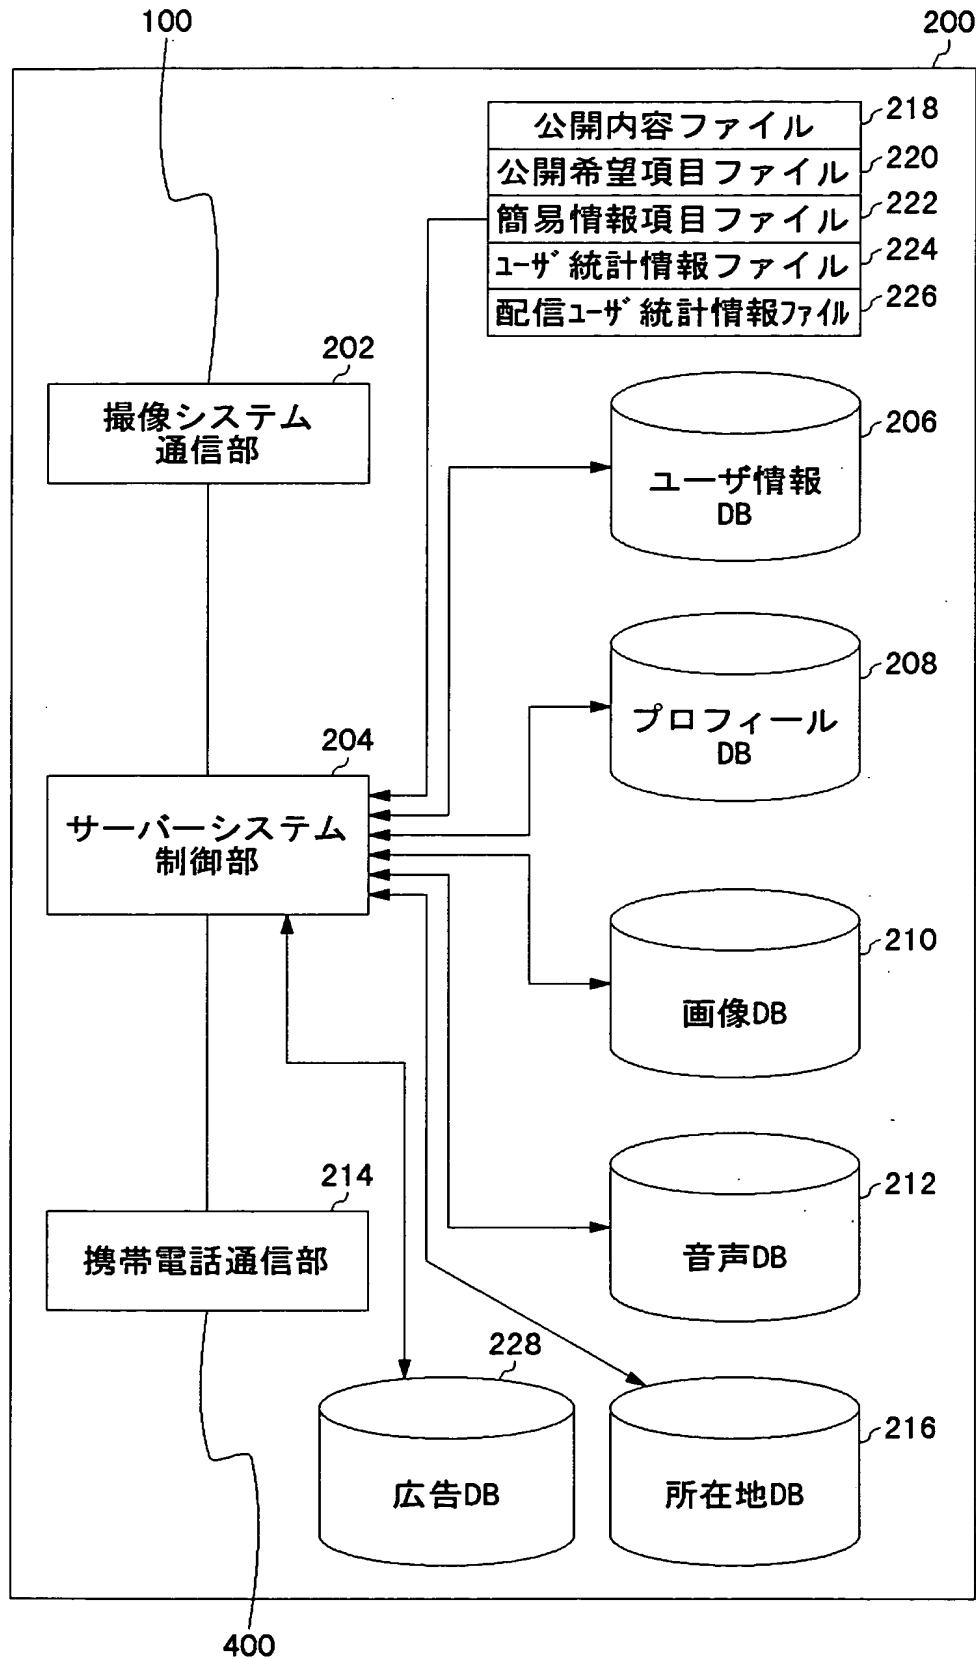 100
200
公開内容ファイル
218
公開希望項目ファイル
220
簡易情報項目ファイル
222
ユーザ統計情報ファイル
224
配信ユーザ統計情報ファイル
226
202
撮像システム
通信部
206
ユーザ情報
DB
208
プロフィール
DB
204
サーバーシステム
制御部
210
画像DB
212
音声DB
214
携帯電話通信部
228
広告DB
216
所在地DB
400